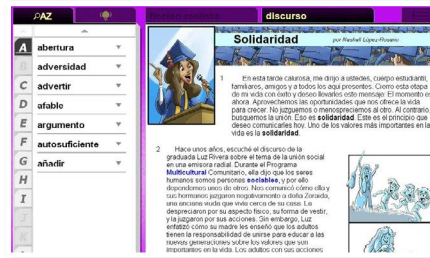 AZ
discurso
A
abertura
B
adversidad
C
advertir
D
afable
E
argumento
F
autosuficiente
G
añadir
H
I
J
K
Solidaridad
por Nashali López-Rosario
1 En esta tarde calurosa, me dirijo a ustedes, cuerpo estudiantil,
familiares, amigos y a todos los aquí presentes. Cierro esta etapa
de mi vida con éxito y deseo llevarles este mensaje: El momento es
ahora. Aprovechemos las oportunidades que nos ofrece la vida
para crecer. No juzguemos o menospreciemos al otro. Al contrario
busquemos la unión. Eso es solidaridad. Este es el principio que
deseo comunicarles hoy. Uno de los valores más importantes en la
vida es la solidaridad.
2 Hace unos años, escuché el discurso de la
graduada Luz Rivera sobre el tema de la unión social
en una emisora radial. Durante el Programa
Multicultural Comunitario, ella dijo que los seres
humanos somos personas sociables, y por ello
dependemos unos de otros. Nos comunicó cómo ella y
sus hermanos juzgaron negativamente a doña Zoraida,
una anciana viuda que vivía cerca de su casa. La
despreciaron por su aspecto físico, su forma de vestir,
y la juzgaron por sus acciones. Sin embargo, Luz
enfatizó cómo su madre les enseñó que los adultos
tienen la responsabilidad de unirse para educar a las
nuevas generaciones sobre los valores que son
importantes en la vida. Los adultos con sus acciones